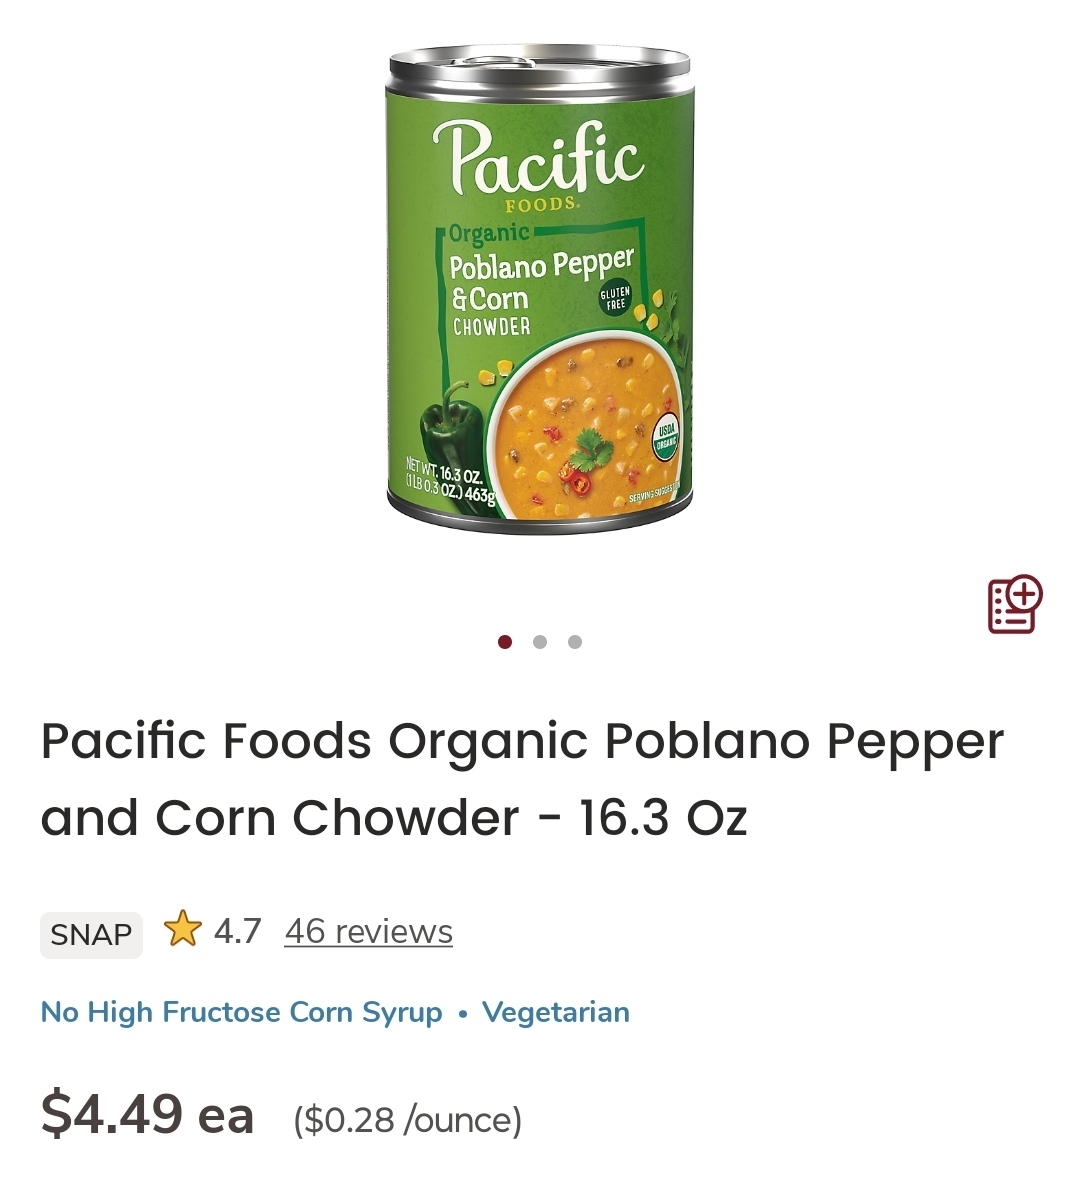 Pacific
FOODS®
Organic
Poblano Pepper
& Corn
CHOWDER
GLUTEN
FREE
USDA
ORGANIC
NET WT. 16.3 OZ.
(1 LB 0.3 OZ.) 463g
SERVING
Pacific Foods Organic Poblano Pepper
and Corn Chowder - 16.3 Oz
SNAP 4.7 46 reviews
No High Fructose Corn Syrup • Vegetarian
$4.49 ea ($0.28 /ounce)